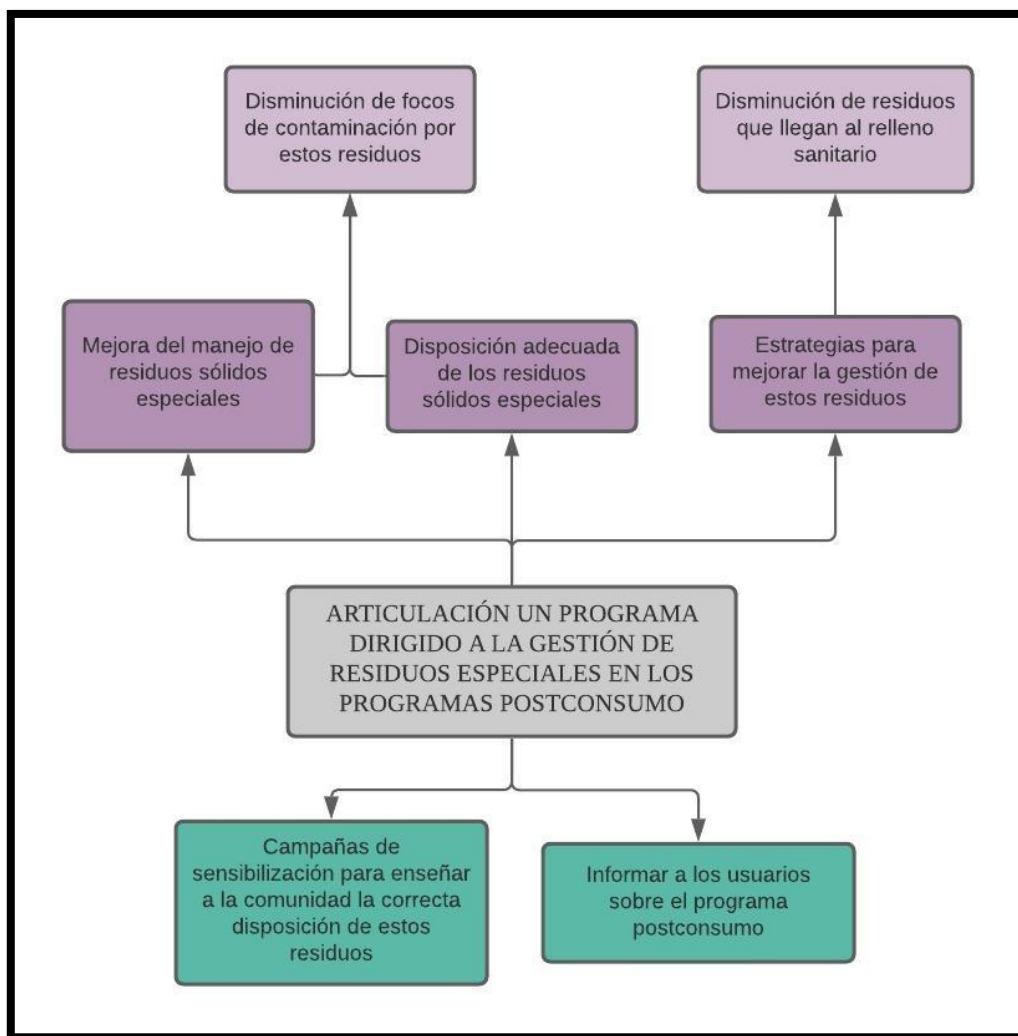 Disminución de focos
de contaminación por
estos residuos
Disminución de residuos
que llegan al relleno
sanitario
Mejora del manejo de
residuos sólidos
especiales
Disposición adecuada
de los residuos
sólidos especiales
Estrategias para
mejorar la gestión de
estos residuos
ARTICULACIÓN UN PROGRAMA
DIRIGIDO A LA GESTIÓN DE
RESIDUOS ESPECIALES EN LOS
PROGRAMAS POSTCONSUMO
Campañas de
sensibilización para enseñar
a la comunidad la correcta
disposición de estos
residuos
Informar a los usuarios
sobre el programa
postconsumo